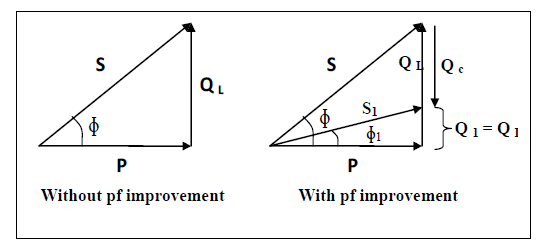 S
Q L
ϕ
P
Without pf improvement
S
Q L
Q c
S1
ϕ
ϕ1
Q 1 = Q 1
P
With pf improvement